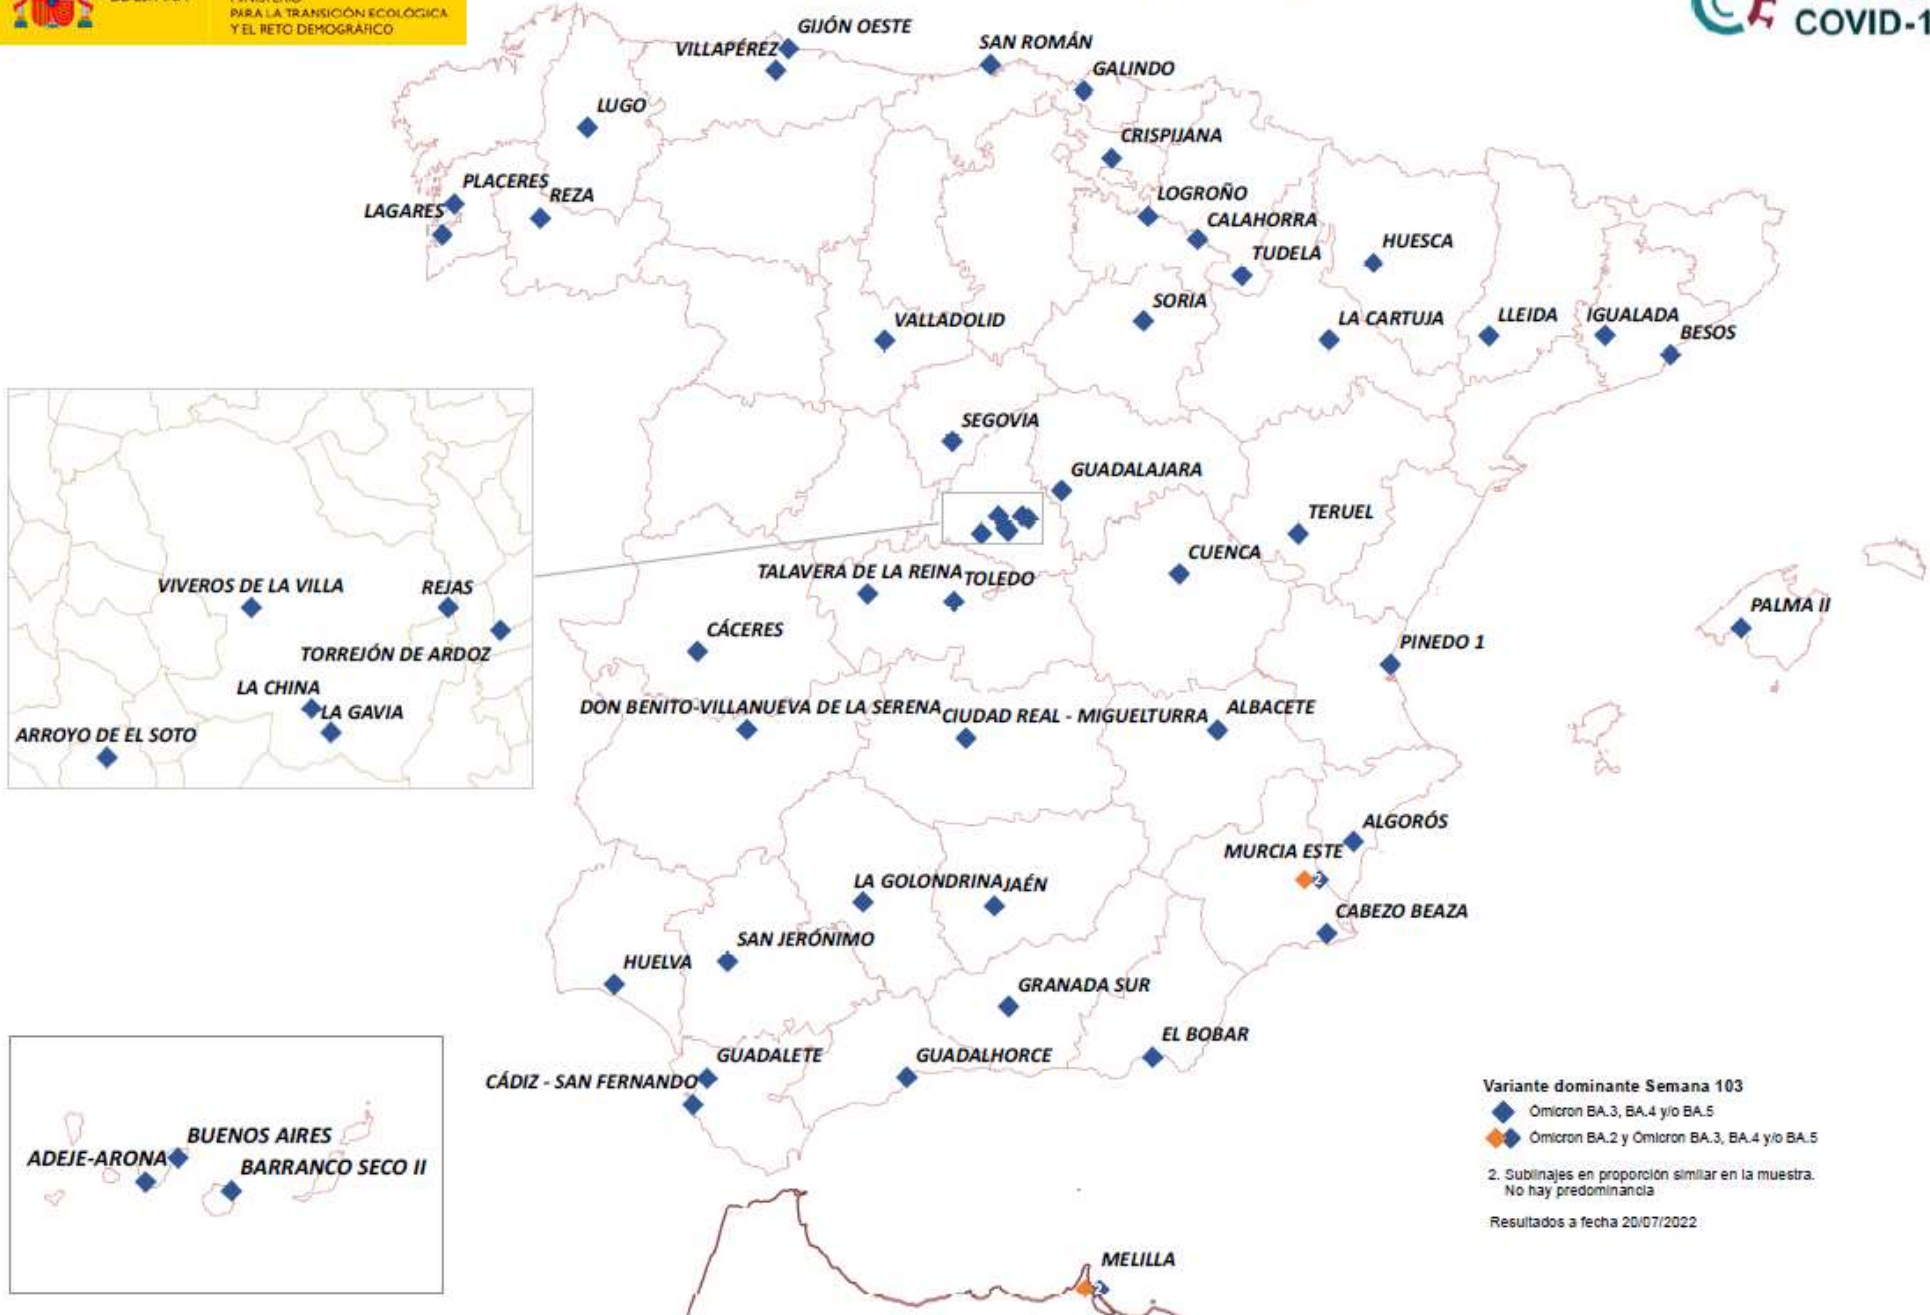 PARA LA TRANSICIÓN ECOLÓGICA
Y EL RETO DEMOGRÁFICO
COVID-1
GIJÓN OESTE
VILLAPÉREZ
SAN ROMÁN
GALINDO
LUGO
CRISPIJANA
PLACERES
REZA
LAGARES
LOGROÑO
CALAHORRA
TUDELA
HUESCA
SORIA
VALLADOLID
LA CARTUJA
LLEIDA
IGUALADA
BESOS
SEGOVIA
GUADALAJARA
TERUEL
CUENCA
TALAVERA DE LA REINA
TOLEDO
VIVEROS DE LA VILLA
REJAS
TORREJÓN DE ARDOZ
LA CHINA
LA GAVIA
ARROYO DE EL SOTO
PALMA II
CÁCERES
PINEDO 1
DON BENITO-VILLANUEVA DE LA SERENA
CIUDAD REAL - MIGUELTURRA
ALBACETE
ALGORÓS
MURCIA ESTE
2
LA GOLONDRINA
JAÉN
CABEZO BEAZA
SAN JERÓNIMO
HUELVA
GRANADA SUR
EL BOBAR
GUADALETE
GUADALHORCE
CÁDIZ - SAN FERNANDO
BUENOS AIRES
ADEJE-ARONA
BARRANCO SECO II
Variante dominante Semana 103
Ómicron BA.3, BA.4 y/o BA.5
Ómicron BA.2 y Ómicron BA.3, BA.4 y/o BA.5
2. Sublinajes en proporción similar en la muestra.
No hay predominancia
Resultados a fecha 20/07/2022
MELILLA
2